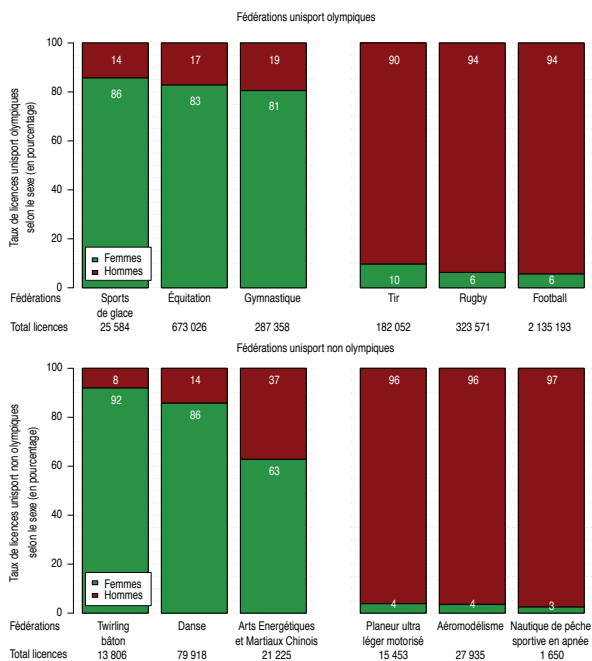 Fédérations unisport olympiques
Taux de licences unisport olympiques
selon le sexe (en pourcentage)
100
80
60
40
20
0
14 17 19 90 94 94
86 83 81 10 6 6
Femmes
Hommes
Fédérations Sports Équitation Gymnastique Tir Rugby Football
de glace
Total licences 25 584 673 026 287 358 182 052 323 571 2 135 193
Fédérations unisport non olympiques
Taux de licences unisport non olympiques
selon le sexe (en pourcentage)
100
80
60
40
20
0
8 14 37 96 96 97
92 86 63 4 4 3
Femmes
Hommes
Fédérations Twirling Danse Arts Energétiques Planeur ultra Aéromodélisme Nautique de pêche
bâton et Martiaux Chinois léger motorisé sportive en apnée
Total licences 13 806 79 918 21 225 15 453 27 935 1 650